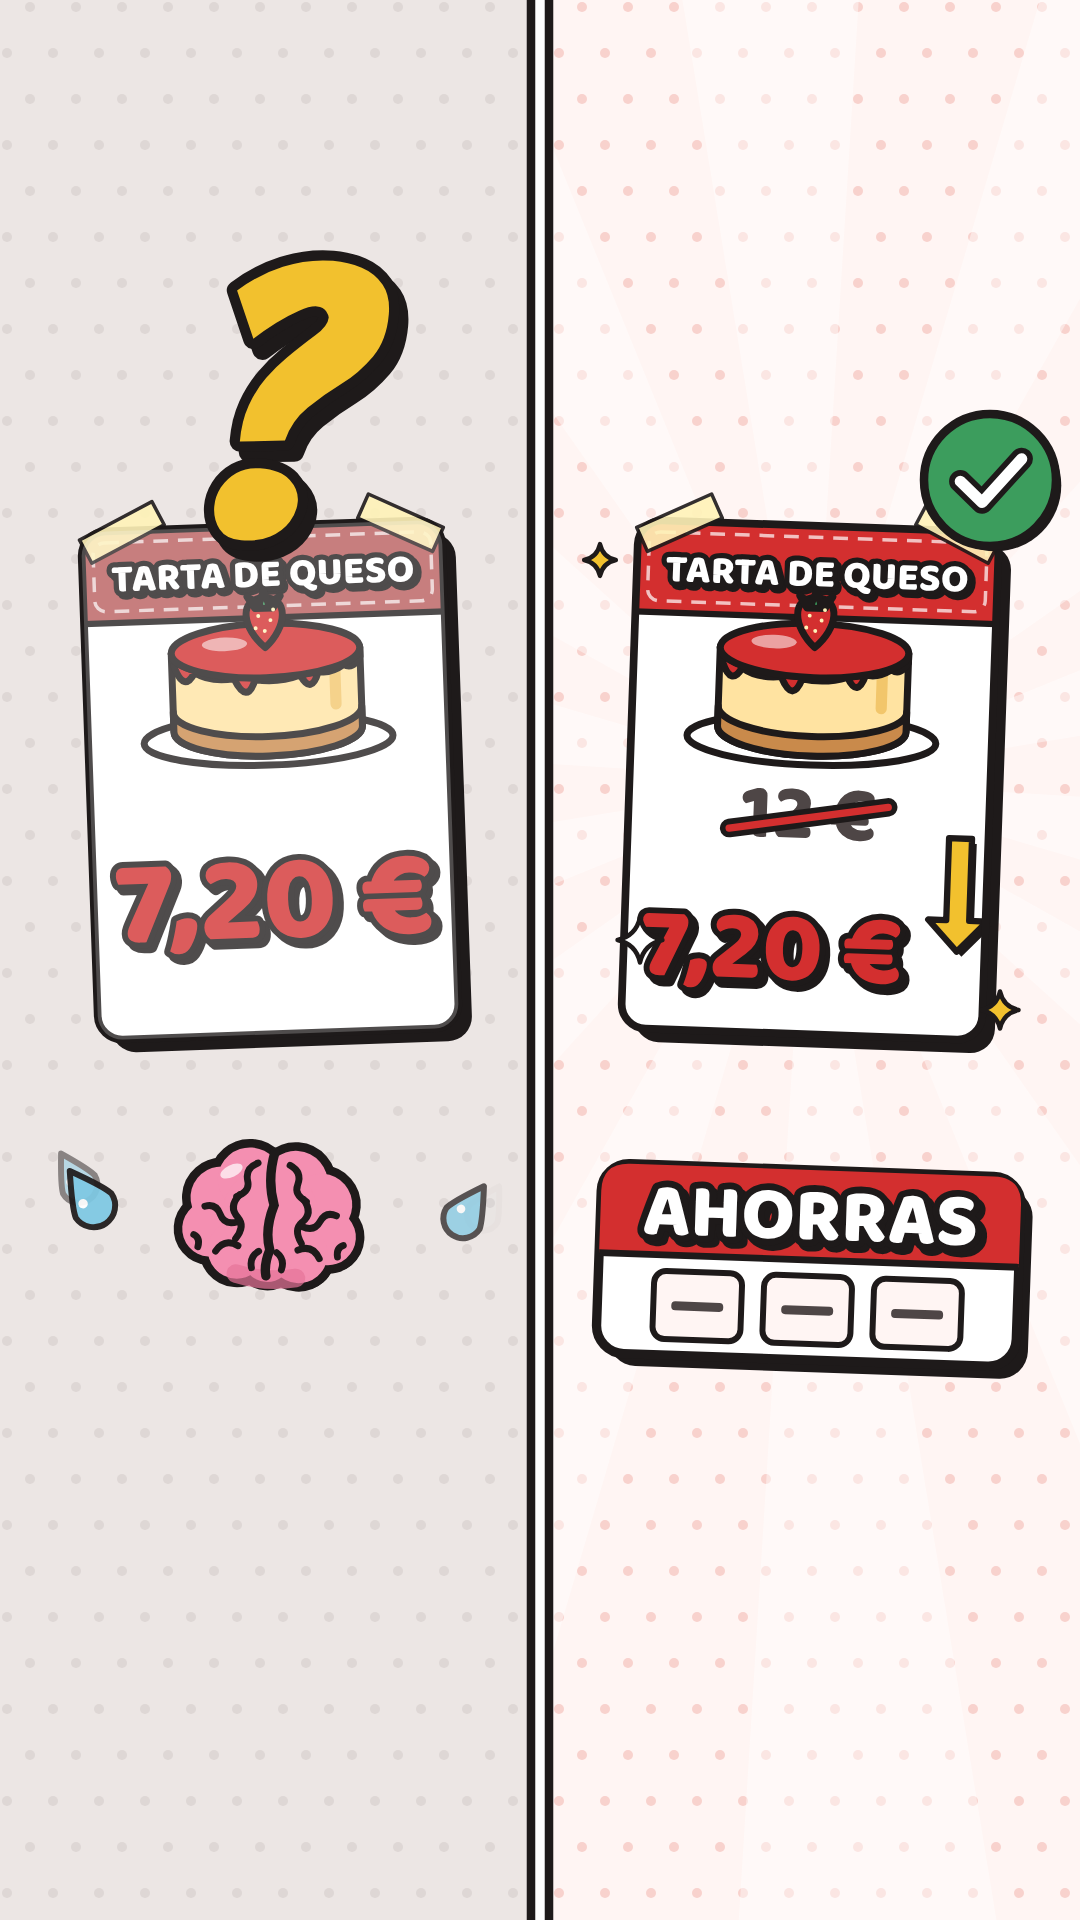 ?
TARTA DE QUESO
7,20 €
TARTA DE QUESO
12 €
7,20 €
AHORRAS